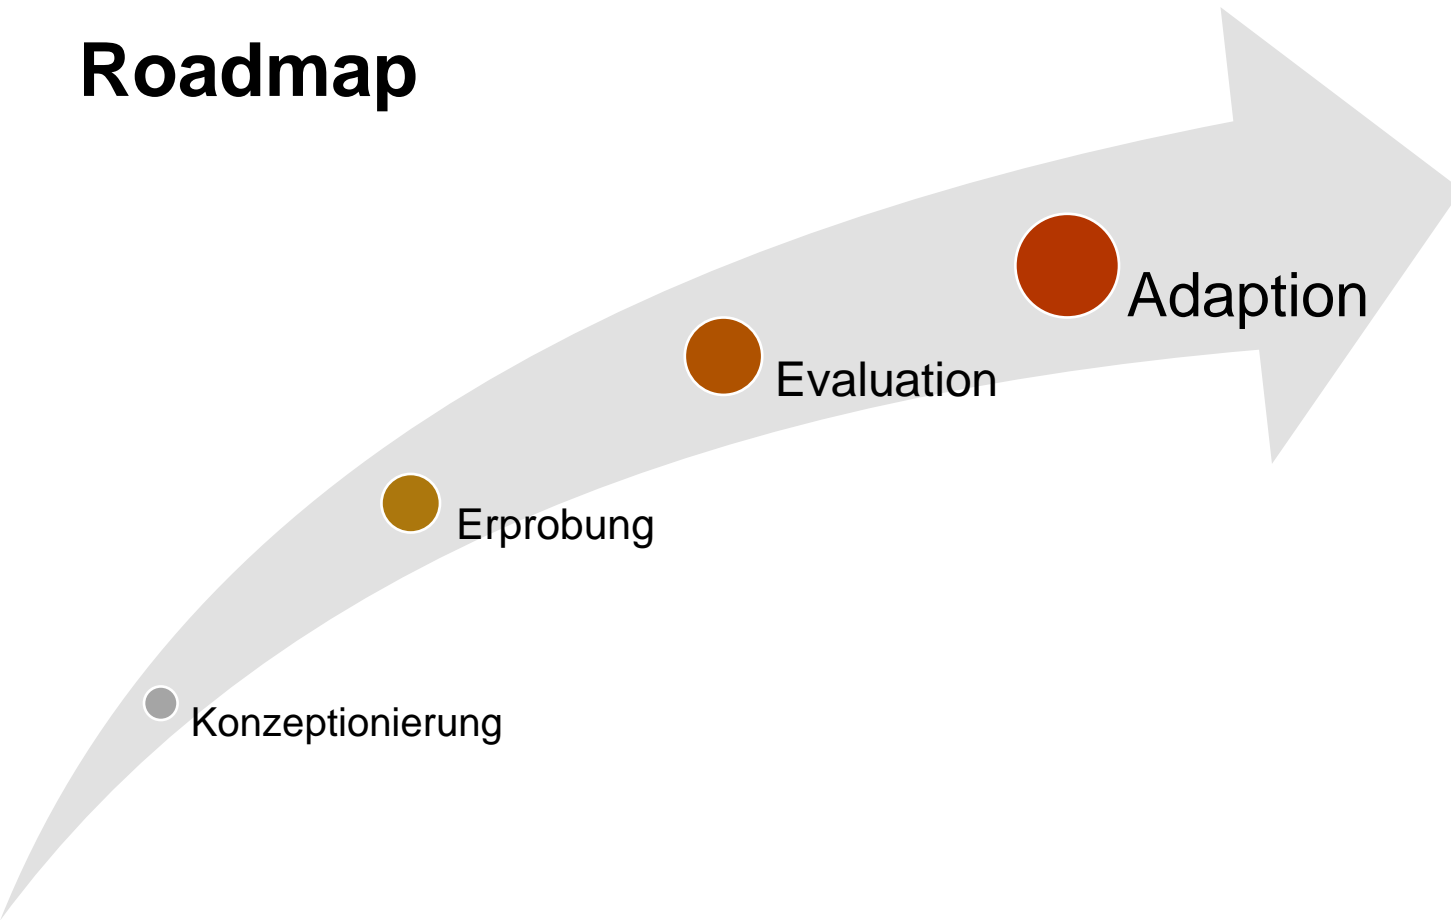 Roadmap
Adaption
Evaluation
Erprobung
Konzeptionierung